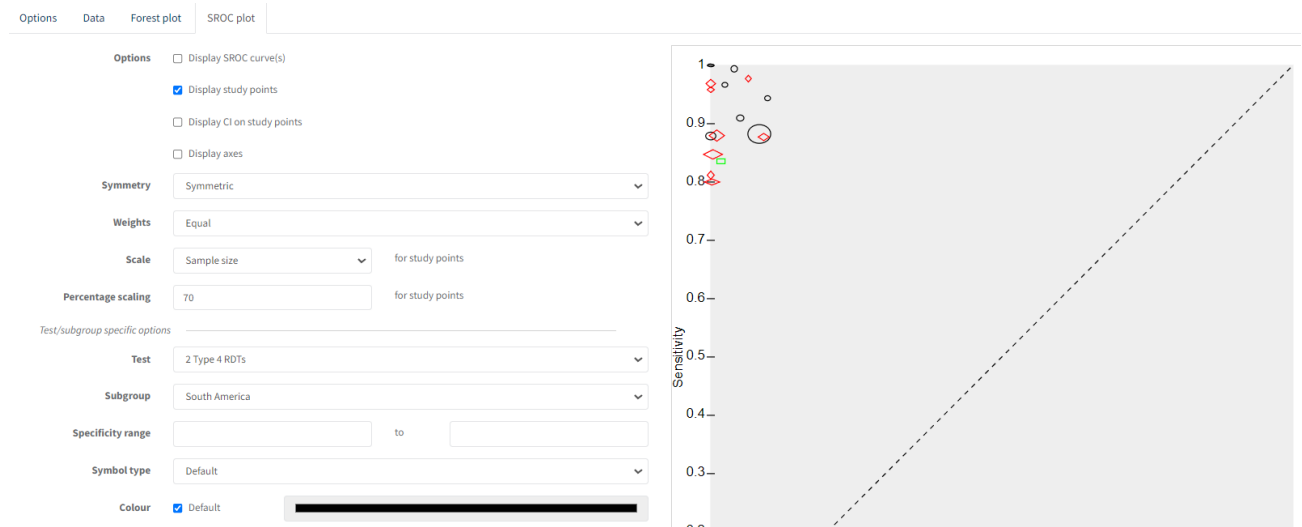 Options Data Forest plot SROC plot
Options Display SROC curve(s)
Display study points
Display CI on study points
Display axes
Symmetry Symmetric
Weights Equal
Scale Sample size for study points
Percentage scaling 70 for study points
Test/subgroup specific options
Test 2 Type 4 RDTs
Subgroup South America
Specificity range to
Symbol type Default
Colour Default
1
0.9
0.8
0.7
0.6
0.5
0.4
0.3
Sensitivity